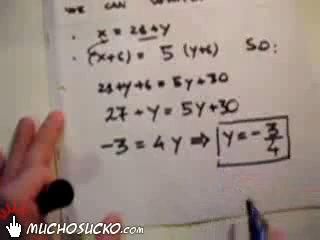 WE CAN
• x = 21+y
• (x+6) = 5 (y+6) SO:
21+y+6 = 5y+30
27+y = 5y+30
-3 = 4y ⇒ y = -3/4
MUCHOSUCKO.com